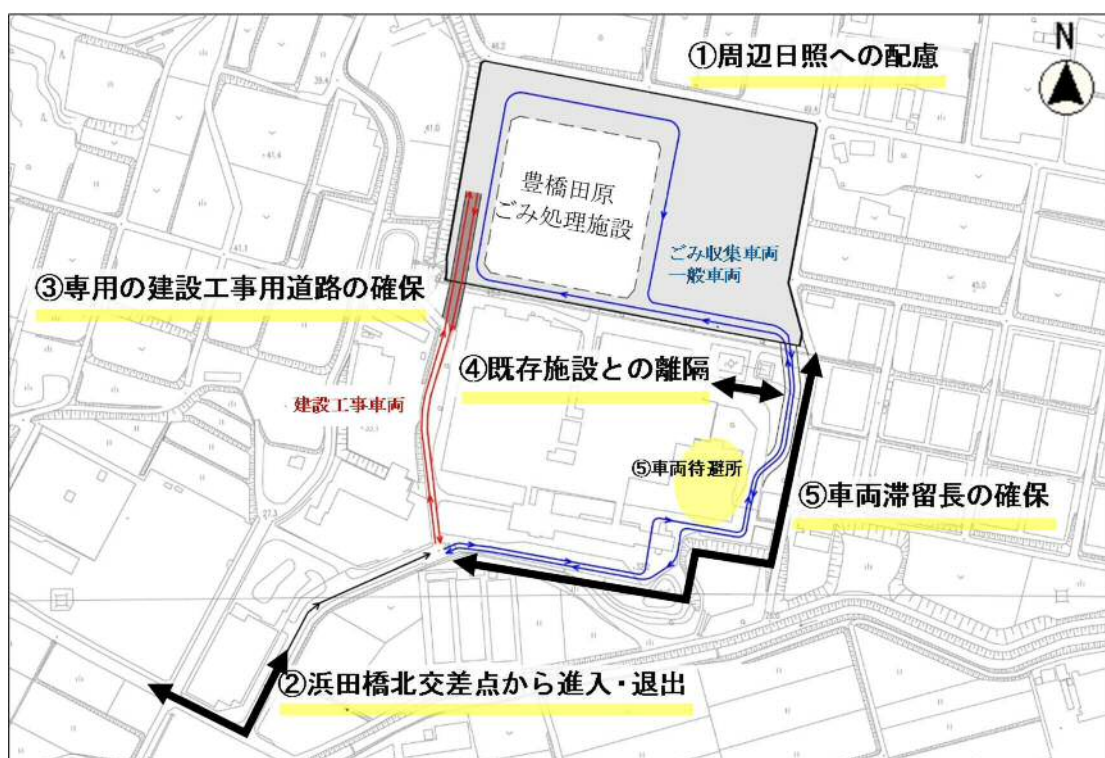 ①周辺日照への配慮
N
豊橋田原
ごみ処理施設
ごみ収集車両
一般車両
③専用の建設工事用道路の確保
④既存施設との離隔
建設工事車両
⑤車両待避所
⑤車両滞留長の確保
②浜田橋北交差点から進入・退出